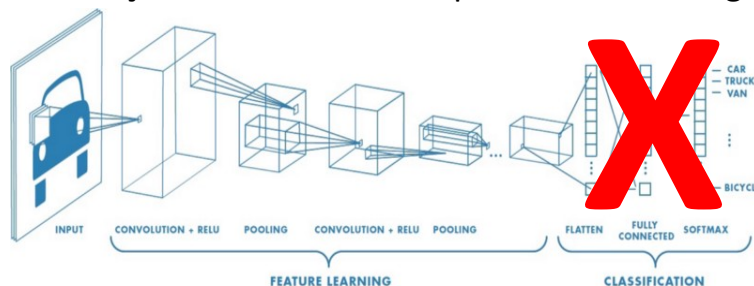 CAR
TRUCK
VAN
BICYCL
INPUT
CONVOLUTION + RELU
POOLING
CONVOLUTION + RELU
POOLING
FLATTEN
FULLY
CONNECTED
SOFTMAX
FEATURE LEARNING
CLASSIFICATION